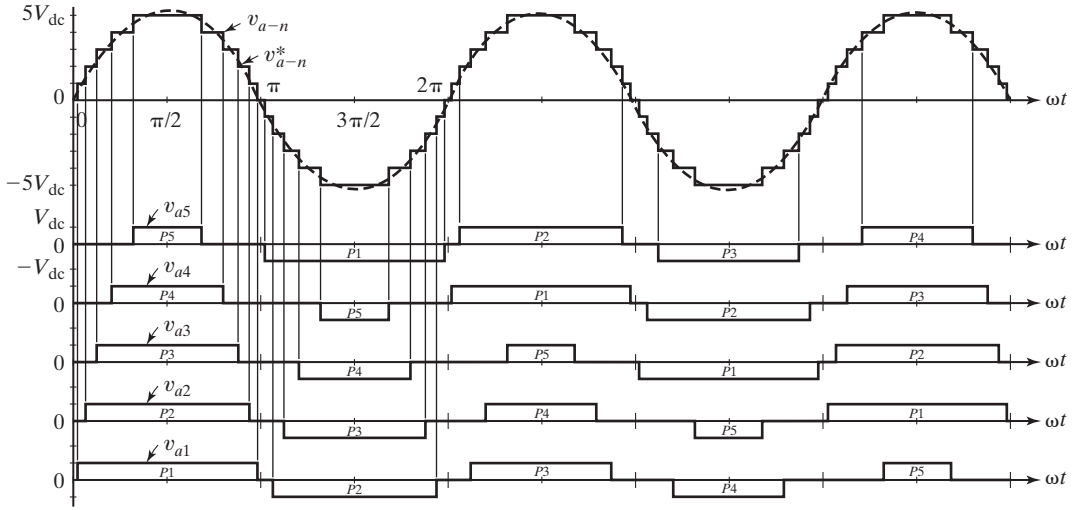 5V_dc
v_a−n
v*_a−n
0
0
π/2
π
3π/2
2π
ωt
−5V_dc
V_dc
v_a5
0
P5
P1
P2
P3
P4
ωt
−V_dc
v_a4
0
P4
P5
P1
P2
P3
ωt
v_a3
0
P3
P4
P5
P1
P2
ωt
v_a2
0
P2
P3
P4
P5
P1
ωt
v_a1
0
P1
P2
P3
P4
P5
ωt